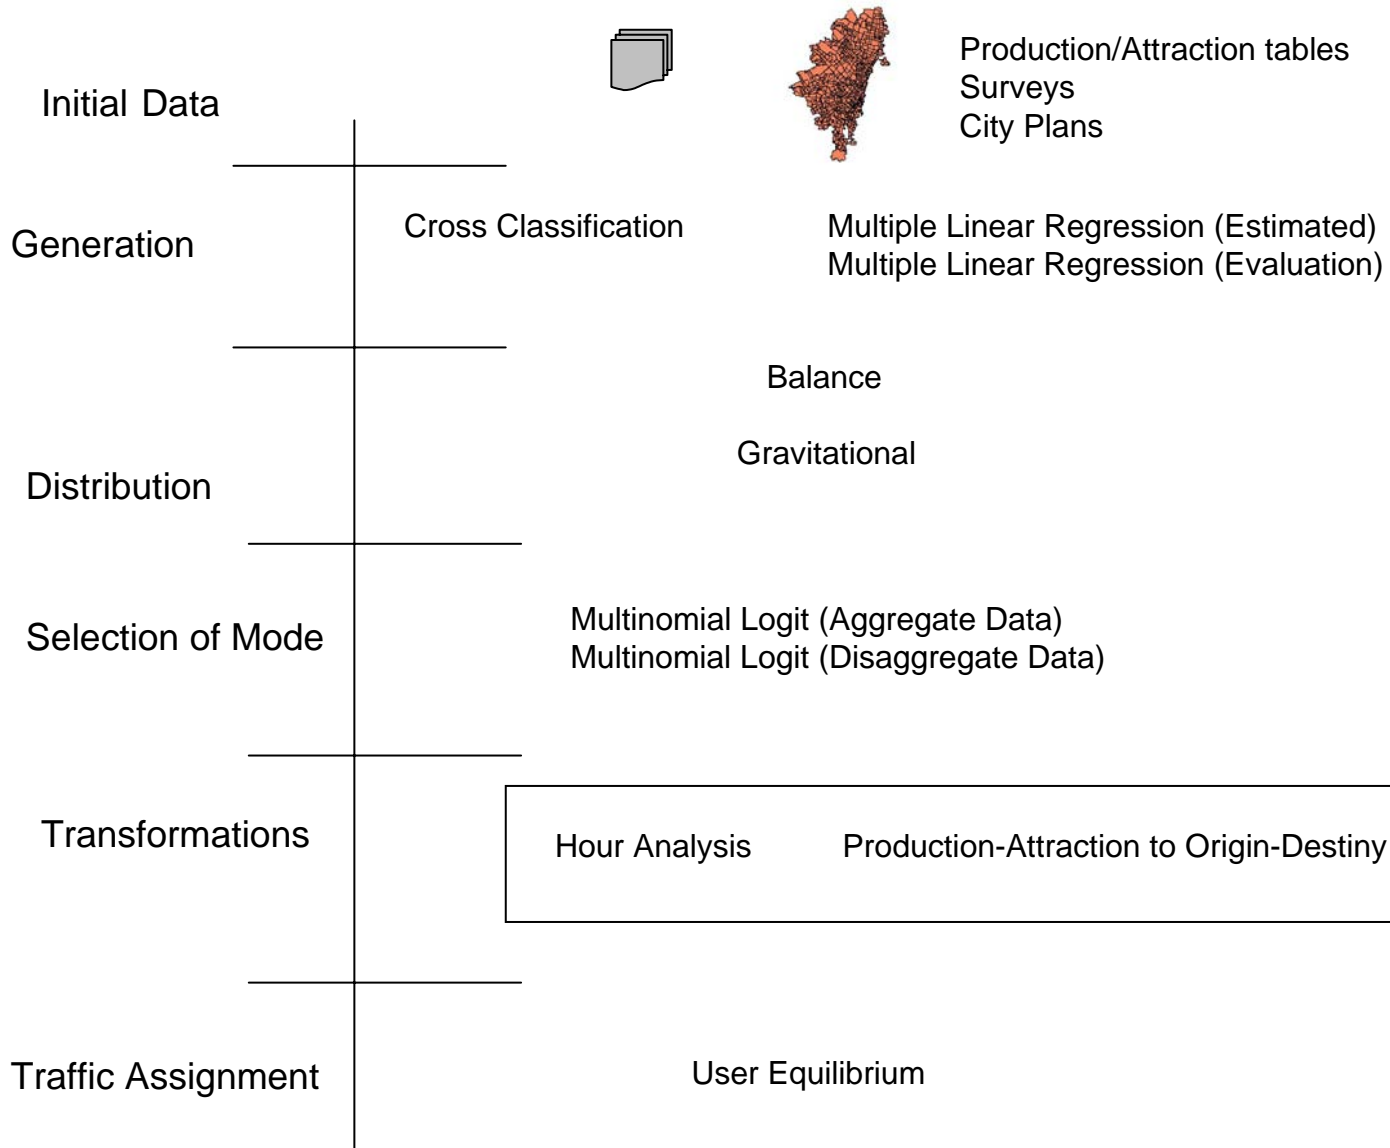 Production/Attraction tables
Initial Data
Surveys
City Plans
Generation
Cross Classification
Multiple Linear Regression (Estimated)
Multiple Linear Regression (Evaluation)
Balance
Gravitational
Distribution
Selection of Mode
Multinomial Logit (Aggregate Data)
Multinomial Logit (Disaggregate Data)
Transformations
Hour Analysis
Production-Attraction to Origin-Destiny
Traffic Assignment
User Equilibrium